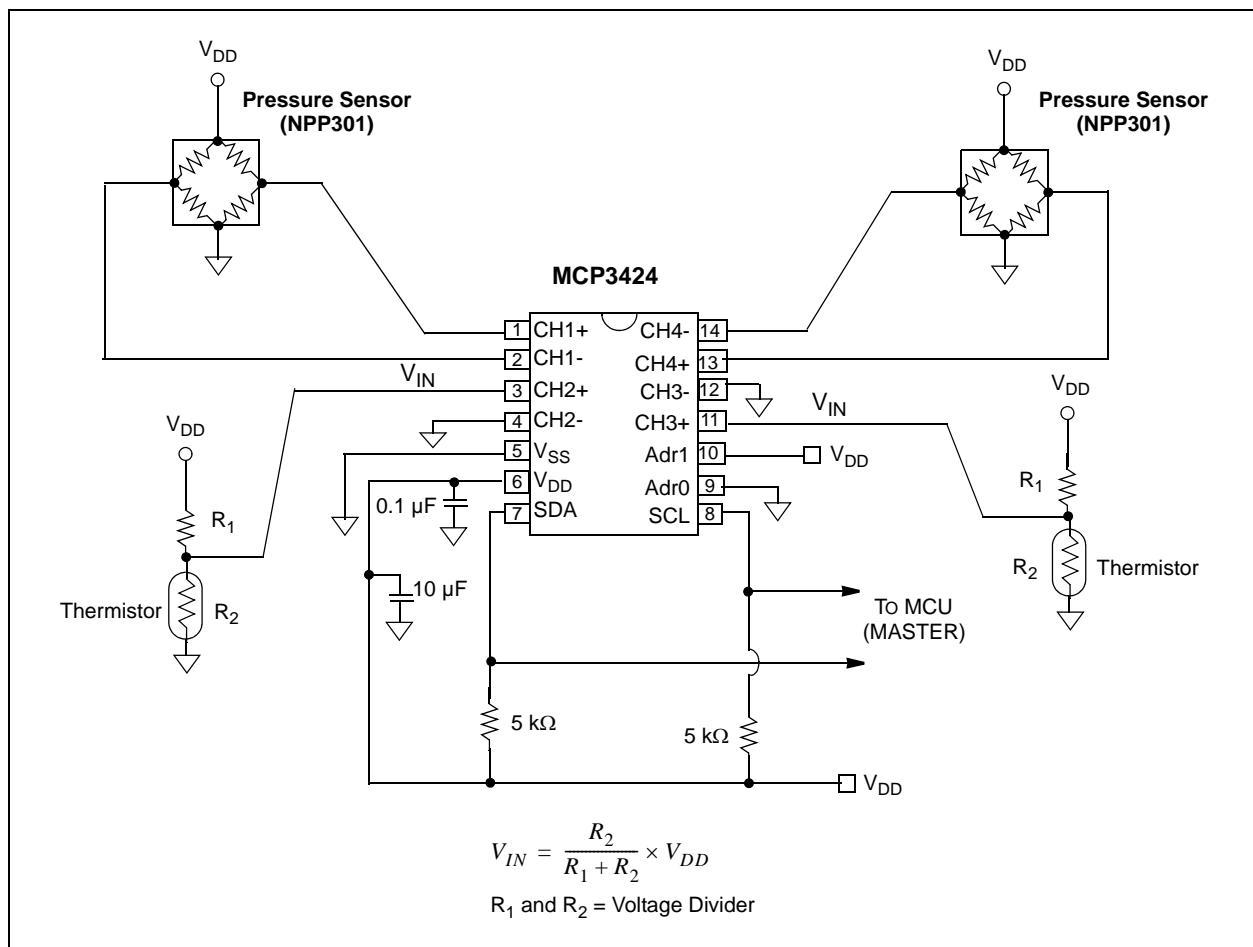 V_DD
Pressure Sensor
(NPP301)
V_DD
Pressure Sensor
(NPP301)
MCP3424
1 CH1+
2 CH1-
3 CH2+
4 CH2-
5 V_SS
6 V_DD
7 SDA
CH4- 14
CH4+ 13
CH3- 12
CH3+ 11
Adr1 10
Adr0 9
SCL 8
V_IN
V_DD
R_1
Thermistor
R_2
0.1 µF
10 µF
V_IN
V_DD
V_DD
R_1
R_2
Thermistor
TO MCU
(MASTER)
5 kΩ
5 kΩ
V_DD
V_IN = R_2 / (R_1 + R_2) × V_DD
R_1 and R_2 = Voltage Divider